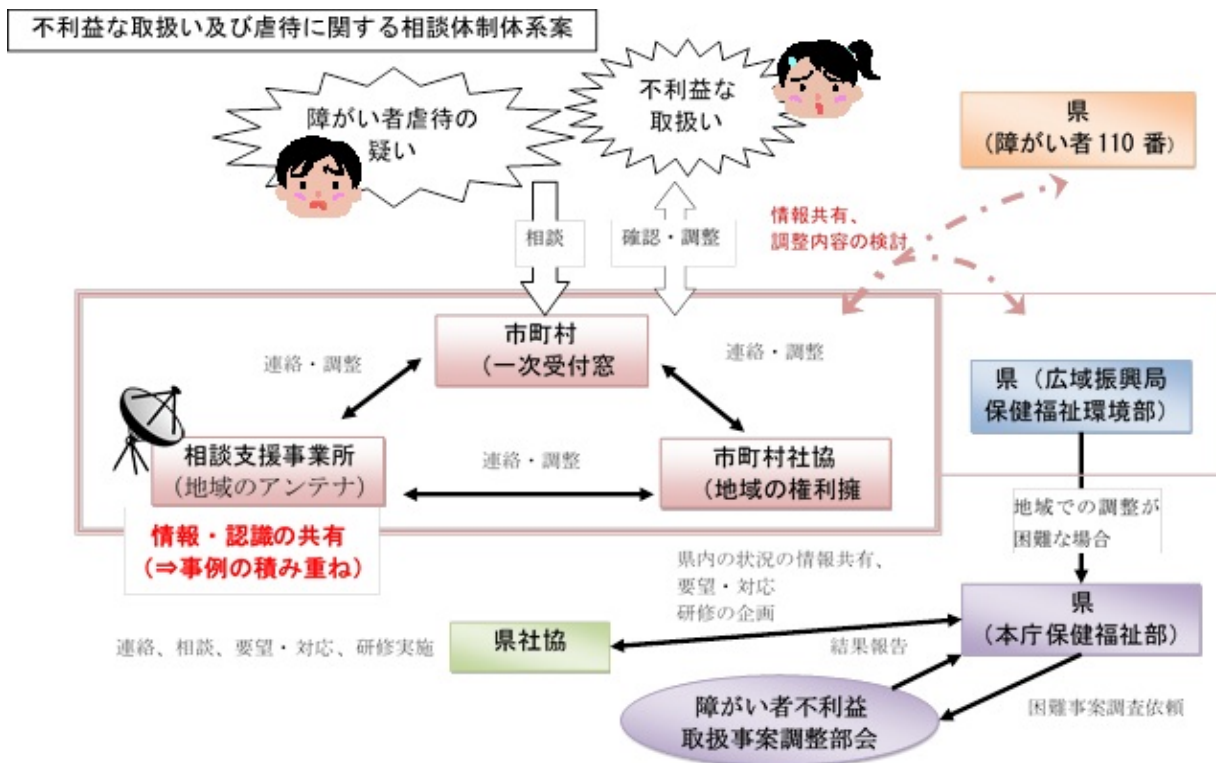 不利益な取扱い及び虐待に関する相談体制体系案
障がい者虐待の
疑い
不利益な
取扱い
県
(障がい者110番)
相談
確認・調整
情報共有、
調整内容の検討
市町村
(一次受付窓
連絡・調整
連絡・調整
県(広域振興局
保健福祉環境部)
相談支援事業所
(地域のアンテナ)
連絡・調整
市町村社協
(地域の権利擁
情報・認識の共有
(⇒事例の積み重ね)
地域での調整が
困難な場合
県内の状況の情報共有、
要望・対応
研修の企画
連絡、相談、要望・対応、研修実施
県社協
県
(本庁保健福祉部)
結果報告
障がい者不利益
取扱事案調整部会
困難事案調査依頼